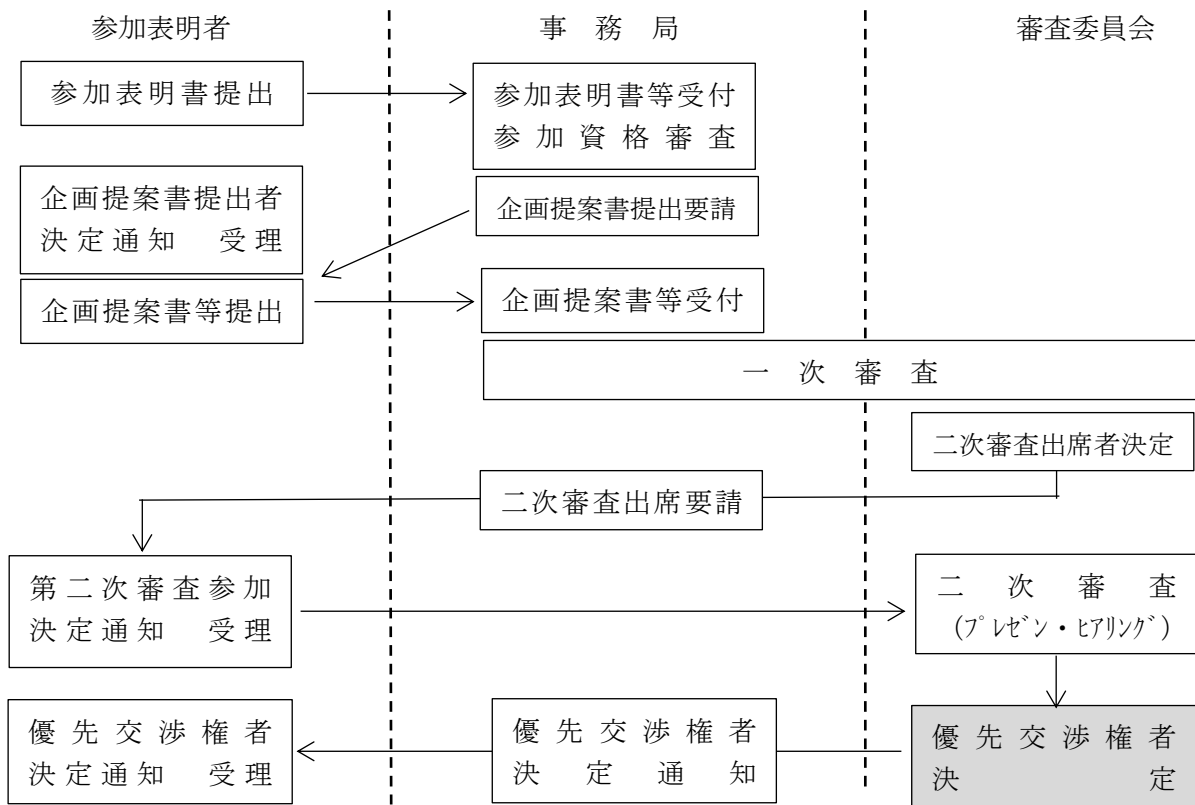 参加表明者
事務局
審査委員会
参加表明書提出
参加表明書等受付
参加資格審査
企画提案書提出者
決定通知 受理
企画提案書提出要請
企画提案書等提出
企画提案書等受付
一次審査
二次審査出席者決定
二次審査出席要請
第二次審査参加
決定通知 受理
二次審査
(プレゼン・ヒアリング)
優先交渉権者
決定通知 受理
優先交渉権者
決定通知
優先交渉権者
決定